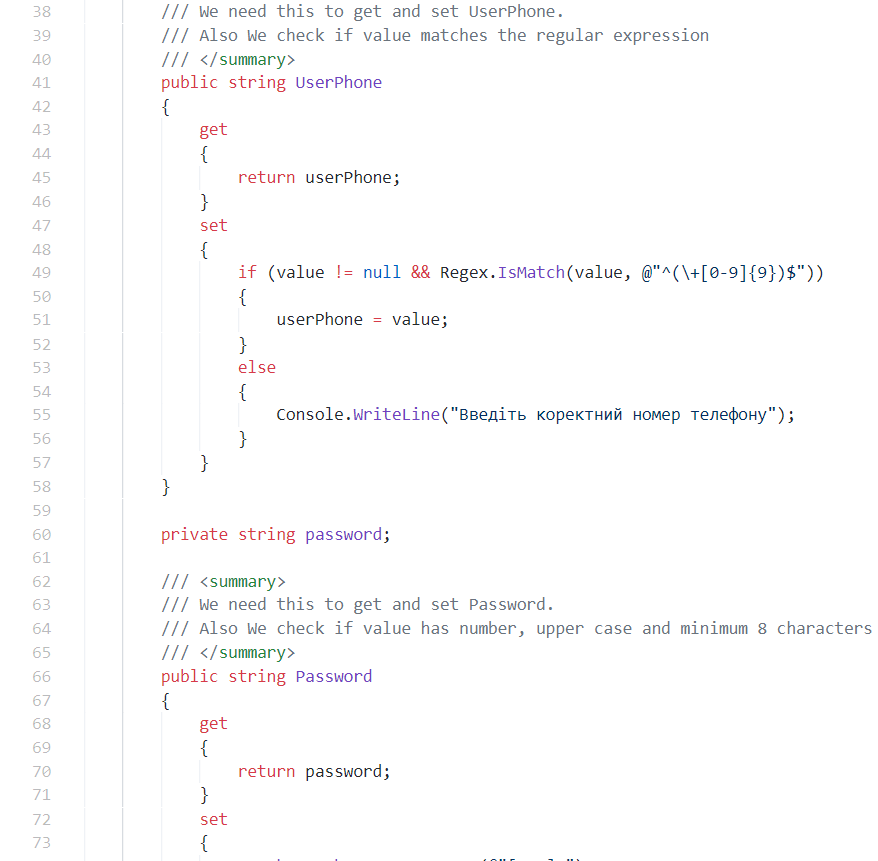 38 /// We need this to get and set UserPhone.
39 /// Also We check if value matches the regular expression
40 /// </summary>
41 public string UserPhone
42 {
43 get
44 {
45 return userPhone;
46 }
47 set
48 {
49 if (value != null && Regex.IsMatch(value, @"^(\+[0-9]{9})$"))
50 {
51 userPhone = value;
52 }
53 else
54 {
55 Console.WriteLine("Введіть коректний номер телефону");
56 }
57 }
58 }
59
60 private string password;
61
62 /// <summary>
63 /// We need this to get and set Password.
64 /// Also We check if value has number, upper case and minimum 8 characters
65 /// </summary>
66 public string Password
67 {
68 get
69 {
70 return password;
71 }
72 set
73 {